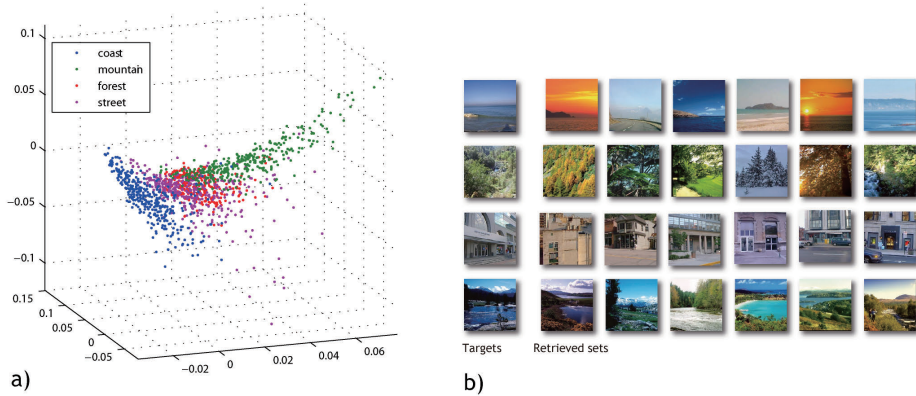 0.1
0.05
0
−0.05
−0.1
coast
mountain
forest
street
0.15
0.1
0.05
0
−0.05
−0.02
0
0.02
0.04
0.06
a)
Targets
Retrieved sets
b)